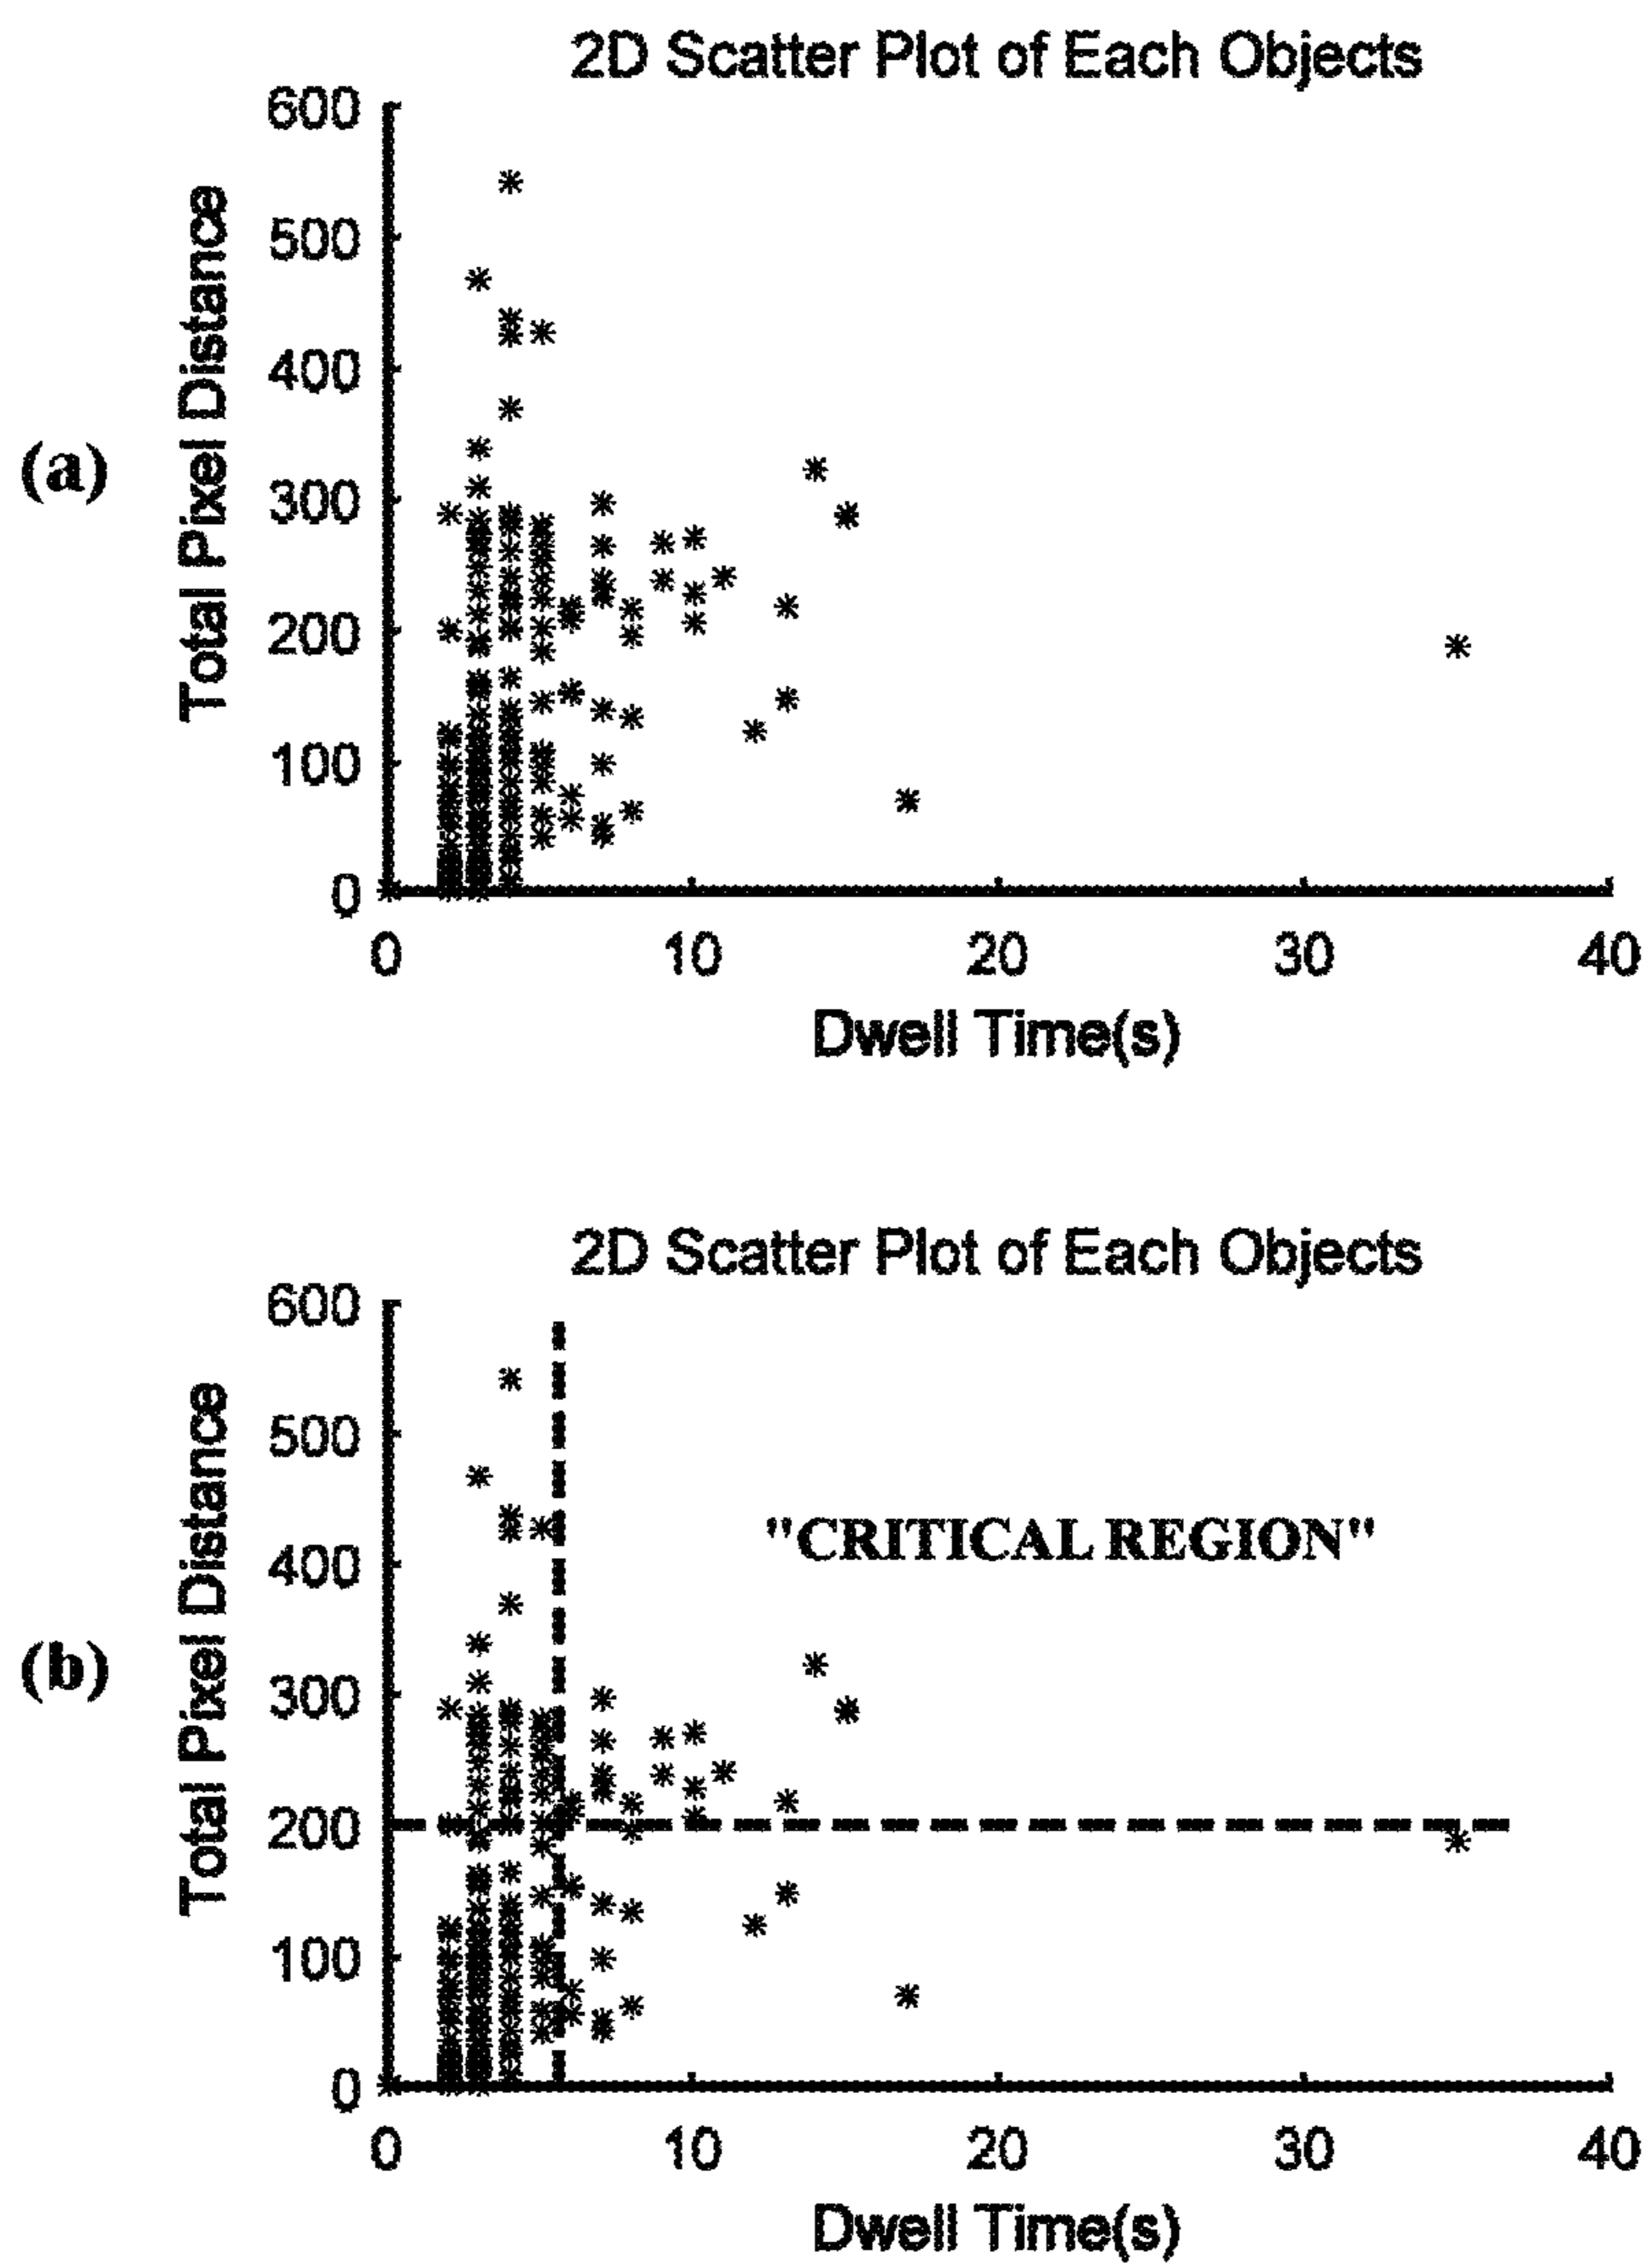 2D Scatter Plot of Each Objects
600
500
400
300
200
100
0
Total Pixel Distance
(a)
0 10 20 30 40
Dwell Time(s)
2D Scatter Plot of Each Objects
600
500
400
300
200
100
0
Total Pixel Distance
"CRITICAL REGION"
(b)
0 10 20 30 40
Dwell Time(s)